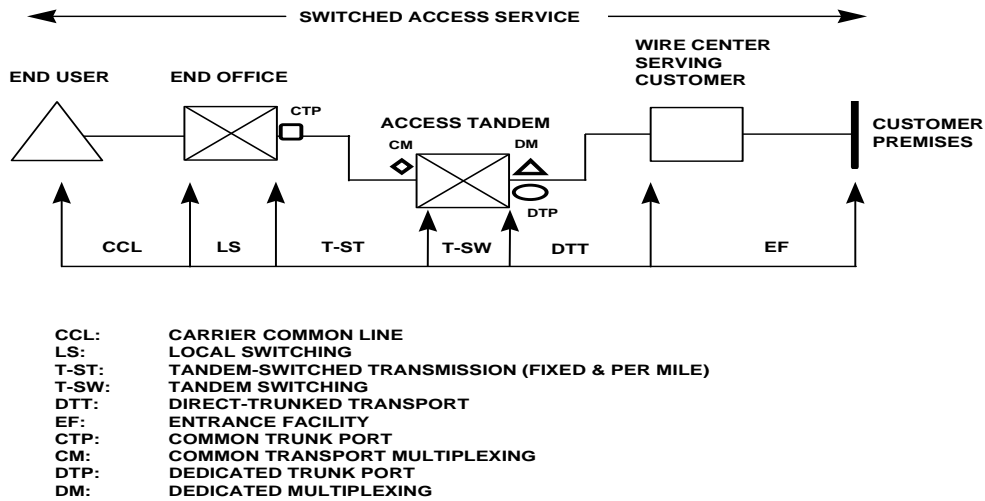 SWITCHED ACCESS SERVICE
WIRE CENTER
SERVING
CUSTOMER
END USER
END OFFICE
CTP
ACCESS TANDEM
CUSTOMER
PREMISES
CM
DM
DTP
CCL
LS
T-ST
T-SW
DTT
EF
CCL: CARRIER COMMON LINE
LS: LOCAL SWITCHING
T-ST: TANDEM-SWITCHED TRANSMISSION (FIXED & PER MILE)
T-SW: TANDEM SWITCHING
DTT: DIRECT-TRUNKED TRANSPORT
EF: ENTRANCE FACILITY
CTP: COMMON TRUNK PORT
CM: COMMON TRANSPORT MULTIPLEXING
DTP: DEDICATED TRUNK PORT
DM: DEDICATED MULTIPLEXING